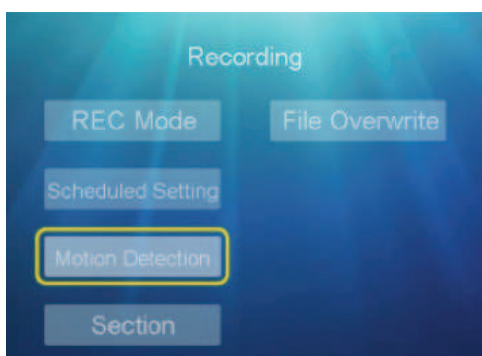 Recording
REC Mode
File Overwrite
Scheduled Setting
Motion Detection
Section